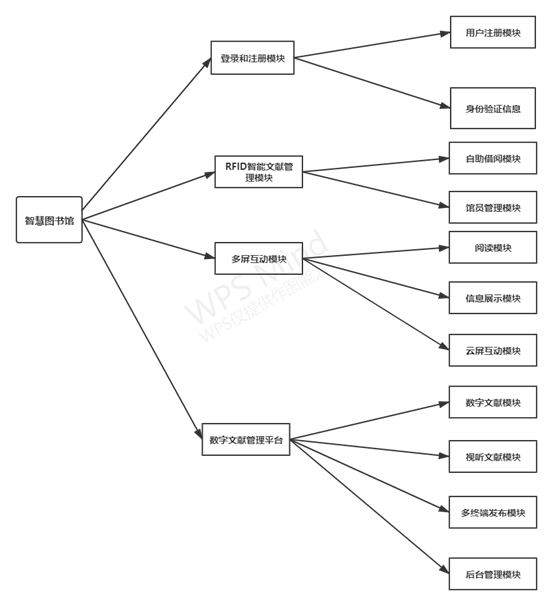 智慧图书馆
登录和注册模块
用户注册模块
身份验证信息
RFID智能文献管
理模块
自助借阅模块
馆员管理模块
多屏互动模块
阅读模块
信息展示模块
云屏互动模块
数字文献管理平台
数字文献模块
视听文献模块
多终端发布模块
后台管理模块
WPS Mind
WPS仅提供作图能